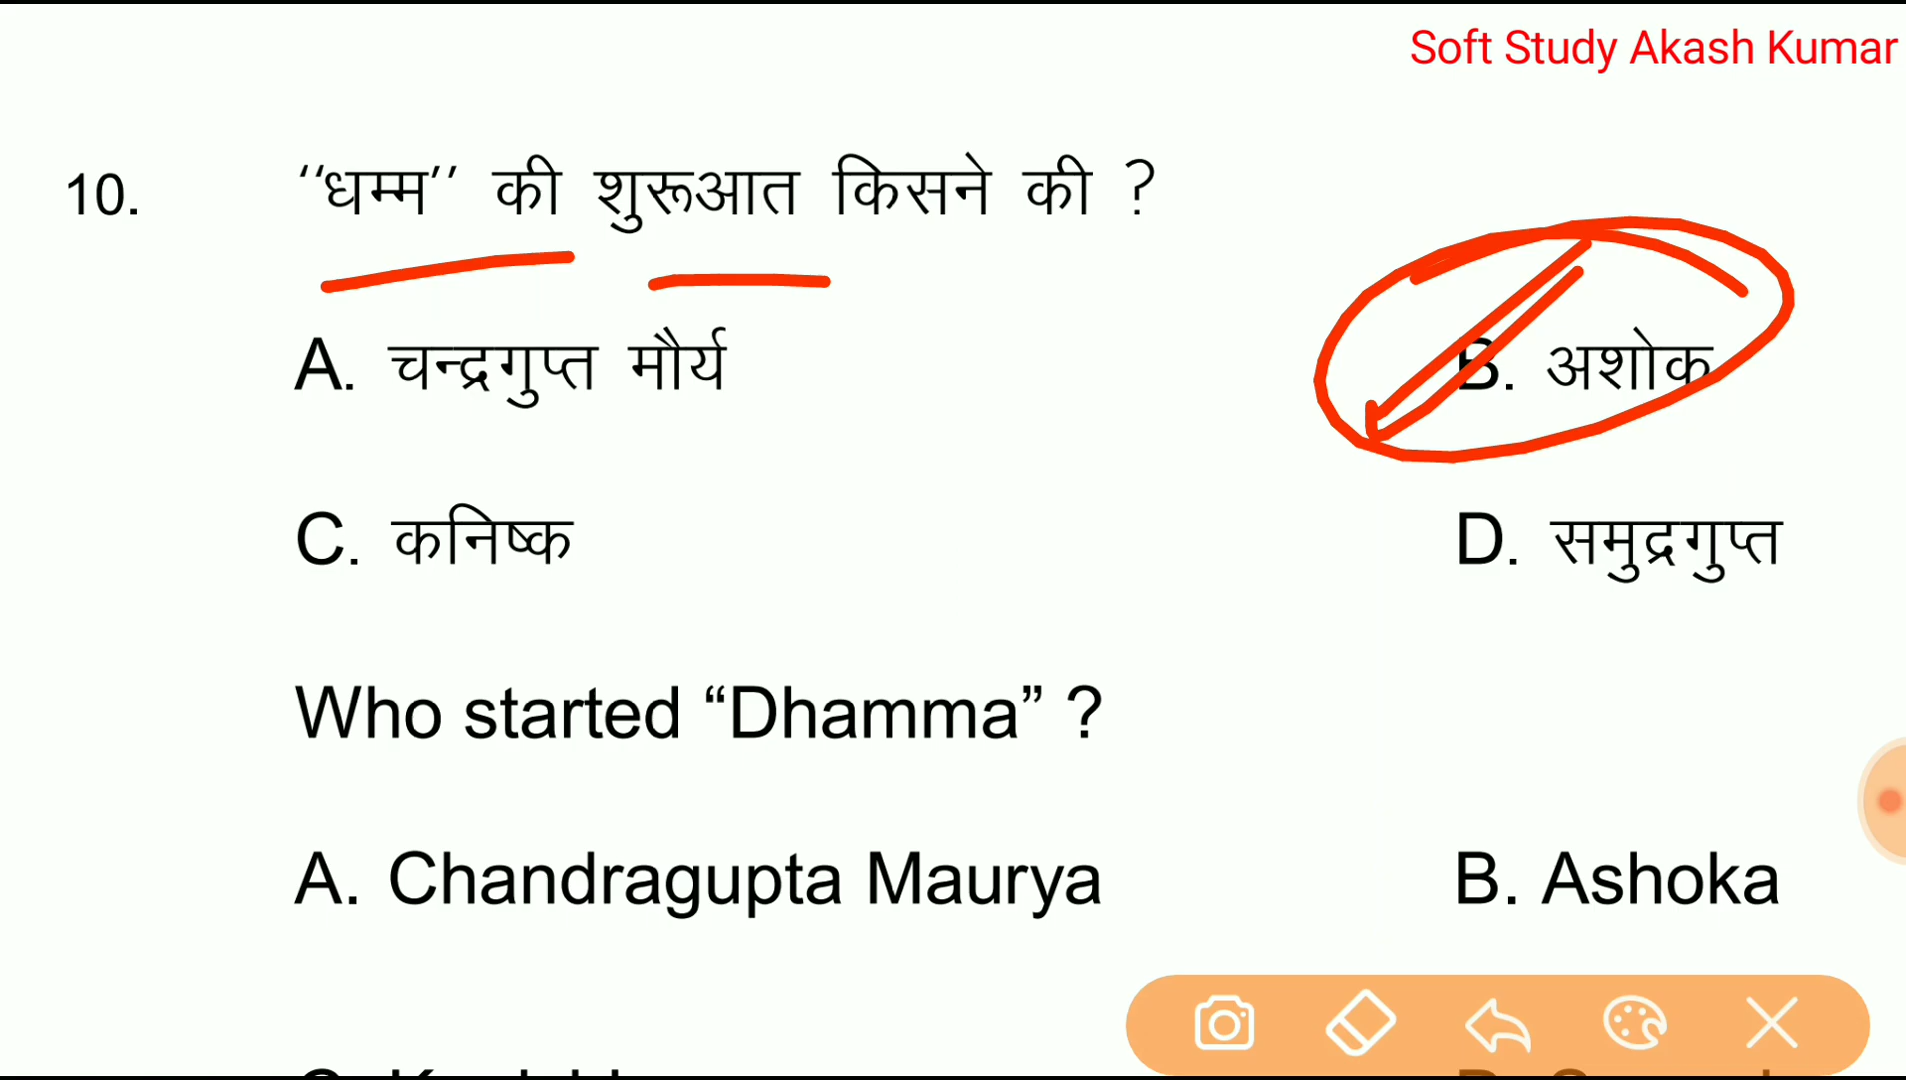 Soft Study Akash Kumar
10. ‘‘धम्म’’ की शुरूआत किसने की ?
A. चन्द्रगुप्त मौर्य B. अशोक
C. कनिष्क D. समुद्रगुप्त
Who started “Dhamma” ?
A. Chandragupta Maurya B. Ashoka